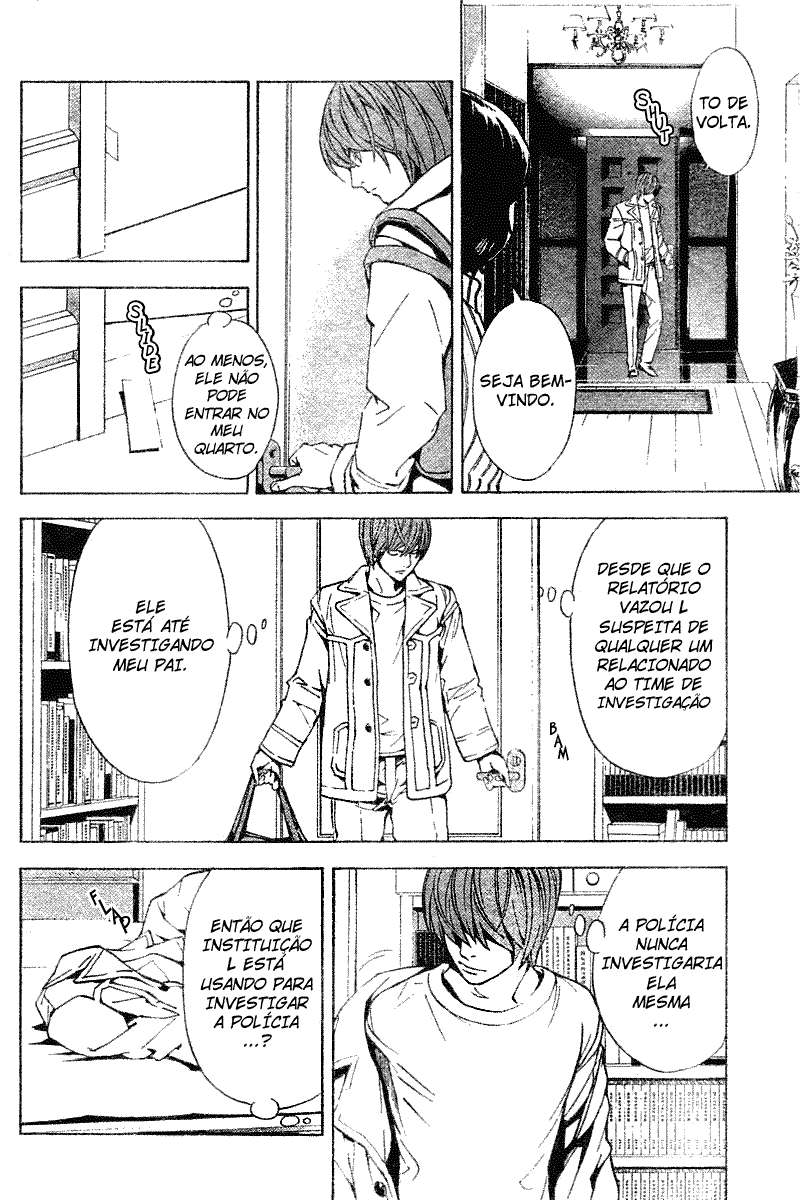 TO DE
VOLTA.
SHUT
SEJA BEM-
VINDO.
AO MENOS,
ELE NÃO
PODE
ENTRAR NO
MEU
QUARTO.
SLIDE
DESDE QUE O
RELATÓRIO
VAZOU L
SUSPEITA DE
QUALQUER UM
RELACIONADO
AO TIME DE
INVESTIGAÇÃO
BAM
ELE
ESTÁ ATÉ
INVESTIGANDO
MEU PAI.
A POLÍCIA
NUNCA
INVESTIGARIA
ELA
MESMA
...
ENTÃO QUE
INSTITUIÇÃO
L ESTÁ
USANDO PARA
INVESTIGAR
A POLÍCIA
...?
FLAP